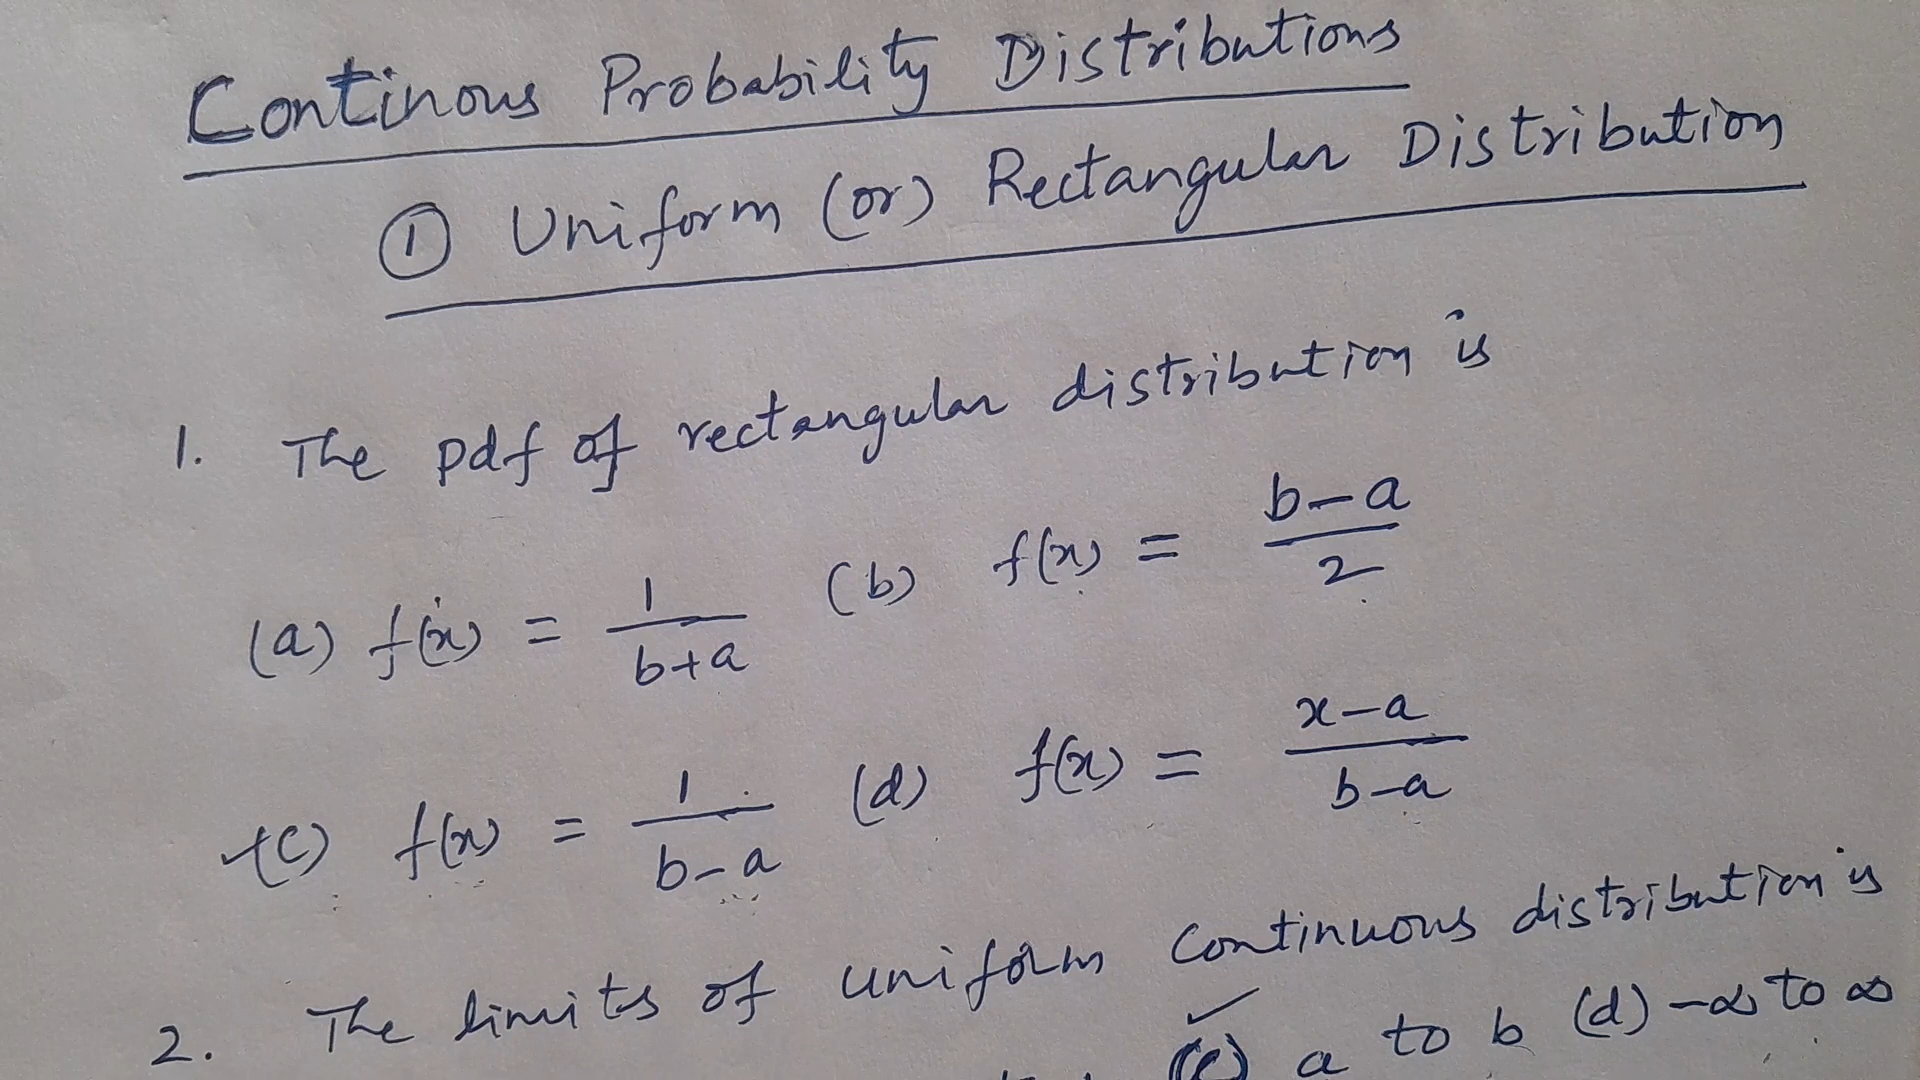 Continous Probability Distributions
① Uniform (or) Rectangular Distribution
1. The pdf of rectangular distribution is
(a) f(x) = 1/(b+a) (b) f(x) = (b-a)/2
(c) f(x) = 1/(b-a) (d) f(x) = (x-a)/(b-a)
2. The limits of uniform continuous distribution is
(c) a to b (d) -∞ to ∞